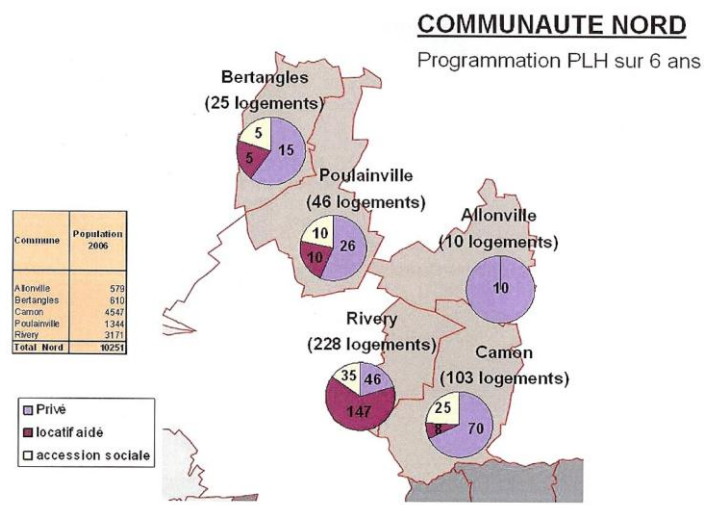 COMMUNAUTE NORD
Programmation PLH sur 6 ans
Bertangles
(25 logements)
5
15
5
Poulainville
(46 logements)
10
26
10
Allonville
(10 logements)
10
Commune Population 2006
Allonville 579
Bertangles 610
Camon 4547
Poulainville 1344
Rivery 3171
Total Nord 10251
Rivery
(228 logements)
35
46
147
Camon
(103 logements)
25
8
70
Privé
locatif aidé
accession sociale